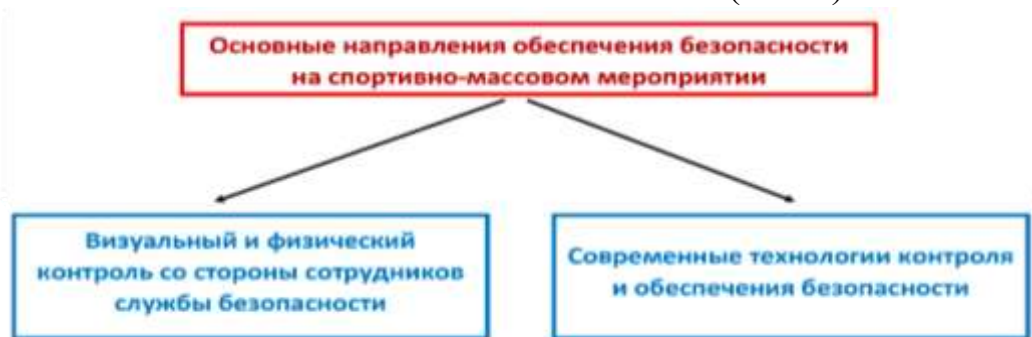 Основные направления обеспечения безопасности
на спортивно-массовом мероприятии
Визуальный и физический
контроль со стороны сотрудников
службы безопасности
Современные технологии контроля
и обеспечения безопасности